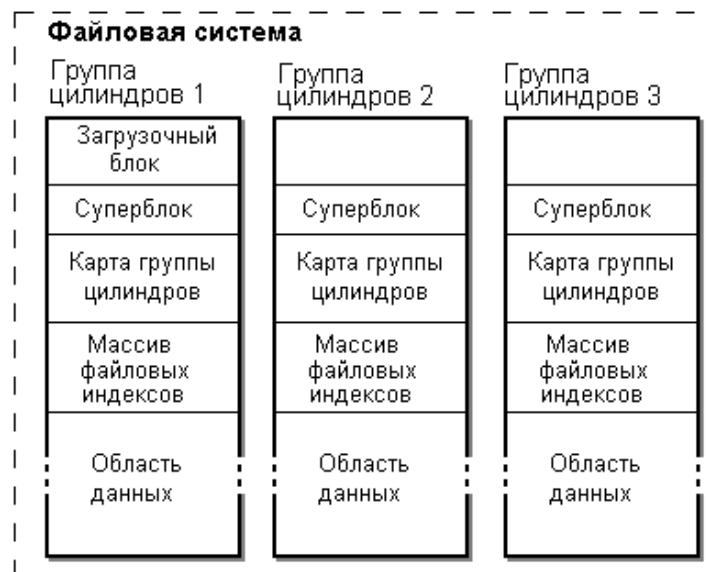 Файловая система
Группа
цилиндров 1
Загрузочный
блок
Суперблок
Карта группы
цилиндров
Массив
файловых
индексов
Область
данных
Группа
цилиндров 2
Суперблок
Карта группы
цилиндров
Массив
файловых
индексов
Область
данных
Группа
цилиндров 3
Суперблок
Карта группы
цилиндров
Массив
файловых
индексов
Область
данных